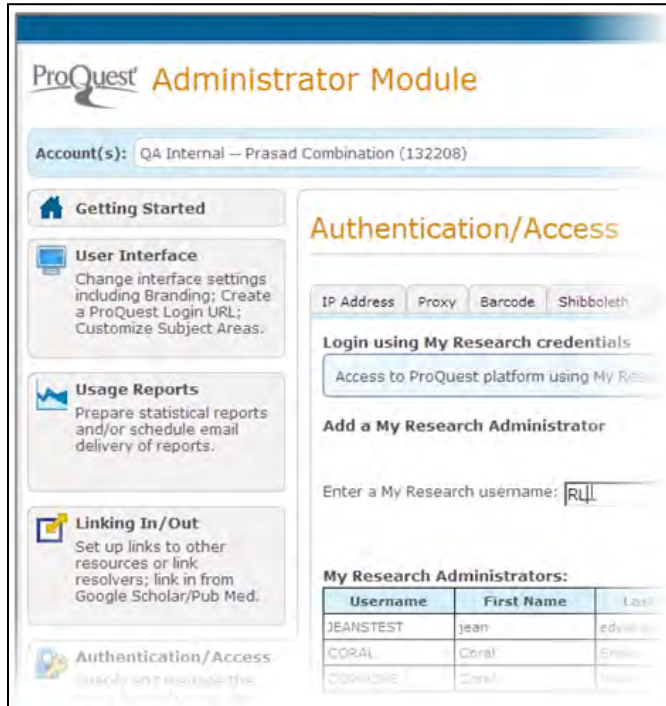 ProQuest Administrator Module
Account(s): QA Internal — Prasad Combination (132208)
Getting Started
User Interface
Change interface settings
including Branding; Create
a ProQuest Login URL;
Customize Subject Areas.
Usage Reports
Prepare statistical reports
and/or schedule email
delivery of reports.
Linking In/Out
Set up links to other
resources or link
resolvers; link in from
Google Scholar/Pub Med.
Authentication/Access
Authentication/Access
IP Address Proxy Barcode Shibboleth
Login using My Research credentials
Access to ProQuest platform using My
Add a My Research Administrator
Enter a My Research username:
My Research Administrators:
Username First Name Last
JEANSTEST jean
CORAL Coral